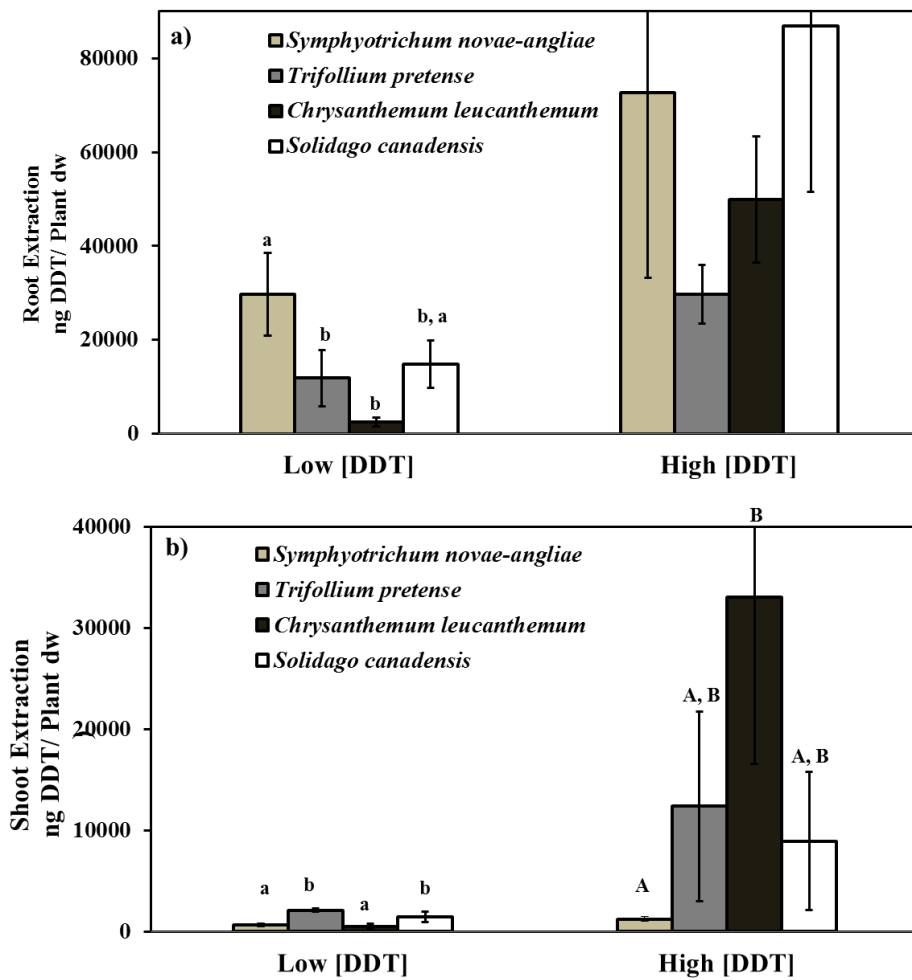 a)
Symphyotrichum novae-angliae
Trifollium pretense
Chrysanthemum leucanthemum
Solidago canadensis
Root Extraction
ng DDT/ Plant dw
80000
60000
40000
20000
0
a
b
b
b, a
Low [DDT]
High [DDT]
b)
Symphyotrichum novae-angliae
Trifollium pretense
Chrysanthemum leucanthemum
Solidago canadensis
Shoot Extraction
ng DDT/ Plant dw
)
40000
30000
20000
10000
0
a
b
a
b
A
A, B
B
A, B
Low [DDT]
High [DDT]